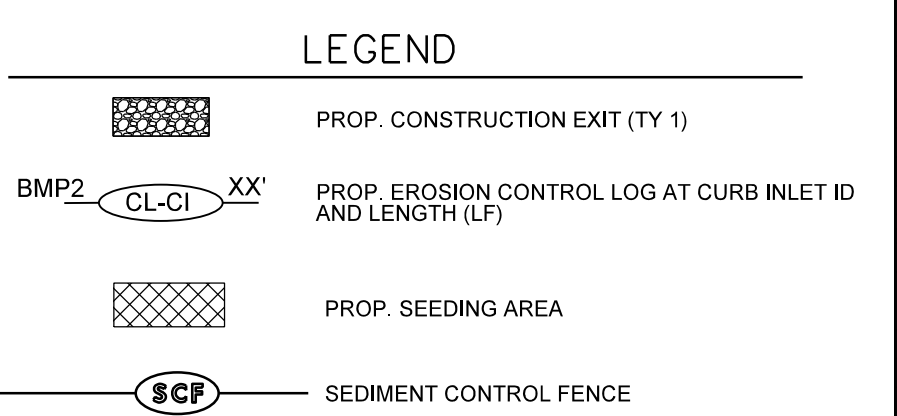 LEGEND
PROP. CONSTRUCTION EXIT (TY 1)
BMP2 CL-CI XX' PROP. EROSION CONTROL LOG AT CURB INLET ID
AND LENGTH (LF)
PROP. SEEDING AREA
SCF SEDIMENT CONTROL FENCE